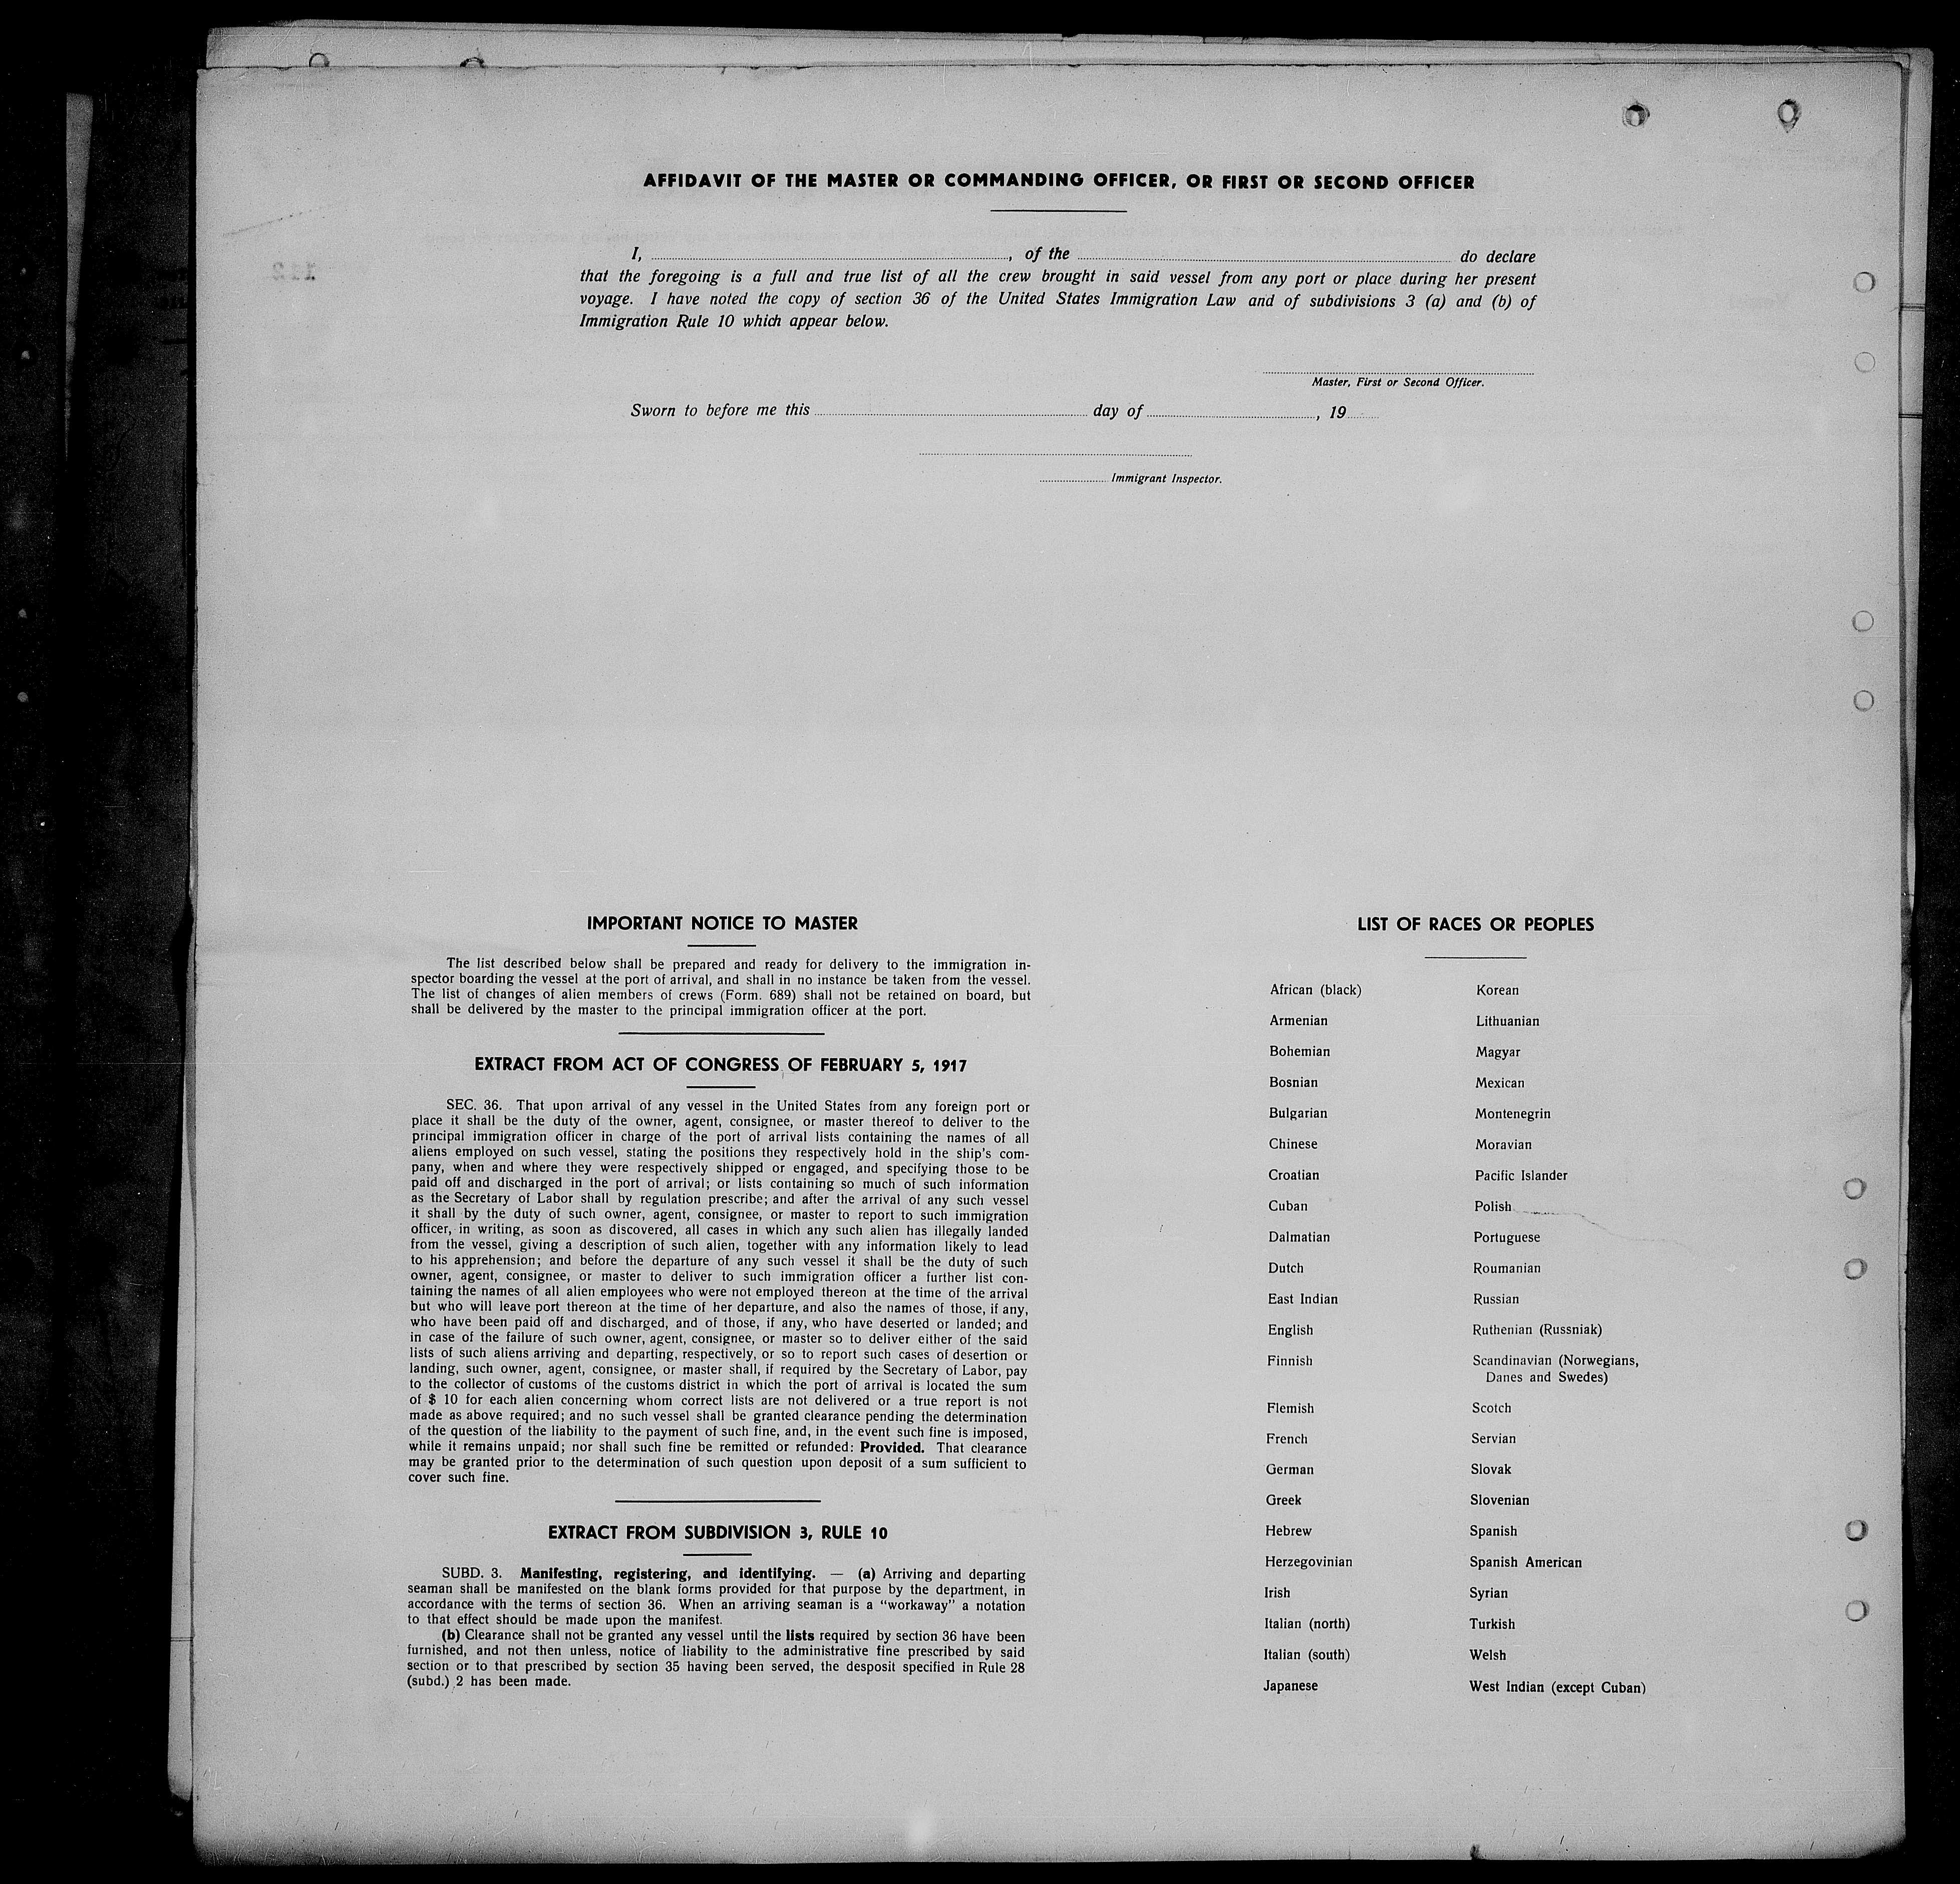 AFFIDAVIT OF THE MASTER OR COMMANDING OFFICER, OR FIRST OR SECOND OFFICER
I, , of the do declare
that the foregoing is a full and true list of all the crew brought in said vessel from any port or place during her present
voyage. I have noted the copy of section 36 of the United States Immigration Law and of subdivisions 3 (a) and (b) of
Immigration Rule 10 which appear below.
Master, First or Second Officer.
Sworn to before me this day of , 19
Immigrant Inspector.
IMPORTANT NOTICE TO MASTER
The list described below shall be prepared and ready for delivery to the immigration in-
spector boarding the vessel at the port of arrival, and shall in no instance be taken from the vessel.
The list of changes of alien members of crews (Form. 689) shall not be retained on board, but
shall be delivered by the master to the principal immigration officer at the port.
EXTRACT FROM ACT OF CONGRESS OF FEBRUARY 5, 1917
SEC. 36. That upon arrival of any vessel in the United States from any foreign port or
place it shall be the duty of the owner, agent, consignee, or master thereof to deliver to the
principal immigration officer in charge of the port of arrival lists containing the names of all
aliens employed on such vessel, stating the positions they respectively hold in the ship's com-
pany, when and where they were respectively shipped or engaged, and specifying those to be
paid off and discharged in the port of arrival; or lists containing so much of such information
as the Secretary of Labor shall by regulation prescribe; and after the arrival of any such vessel
it shall by the duty of such owner, agent, consignee, or master to report to such immigration
officer, in writing, as soon as discovered, all cases in which any such alien has illegally landed
from the vessel, giving a description of such alien, together with any information likely to lead
to his apprehension; and before the departure of any such vessel it shall be the duty of such
owner, agent, consignee, or master to deliver to such immigration officer a further list con-
taining the names of all alien employees who were not employed thereon at the time of the arrival
but who will leave port thereon at the time of her departure, and also the names of those, if any,
who have been paid off and discharged, and of those, if any, who have deserted or landed; and
in case of the failure of such owner, agent, consignee, or master so to deliver either of the said
lists of such aliens arriving and departing, respectively, or so to report such cases of desertion or
landing, such owner, agent, consignee, or master shall, if required by the Secretary of Labor, pay
to the collector of customs of the customs district in which the port of arrival is located the sum
of $ 10 for each alien concerning whom correct lists are not delivered or a true report is not
made as above required; and no such vessel shall be granted clearance pending the determination
of the question of the liability to the payment of such fine, and, in the event such fine is imposed,
while it remains unpaid; nor shall such fine be remitted or refunded: Provided. That clearance
may be granted prior to the determination of such question upon deposit of a sum sufficient to
cover such fine.
EXTRACT FROM SUBDIVISION 3, RULE 10
SUBD. 3. Manifesting, registering, and identifying. — (a) Arriving and departing
seaman shall be manifested on the blank forms provided for that purpose by the department, in
accordance with the terms of section 36. When an arriving seaman is a “workaway” a notation
to that effect should be made upon the manifest.
(b) Clearance shall not be granted any vessel until the lists required by section 36 have been
furnished, and not then unless, notice of liability to the administrative fine prescribed by said
section or to that prescribed by section 35 having been served, the desposit specified in Rule 28
(subd.) 2 has been made.
LIST OF RACES OR PEOPLES
African (black)
Armenian
Bohemian
Bosnian
Bulgarian
Chinese
Croatian
Cuban
Dalmatian
Dutch
East Indian
English
Finnish
Flemish
French
German
Greek
Hebrew
Herzegovinian
Irish
Italian (north)
Italian (south)
Japanese
Korean
Lithuanian
Magyar
Mexican
Montenegrin
Moravian
Pacific Islander
Polish
Portuguese
Roumanian
Russian
Ruthenian (Russniak)
Scandinavian (Norwegians,
Danes and Swedes)
Scotch
Servian
Slovak
Slovenian
Spanish
Spanish American
Syrian
Turkish
Welsh
West Indian (except Cuban)